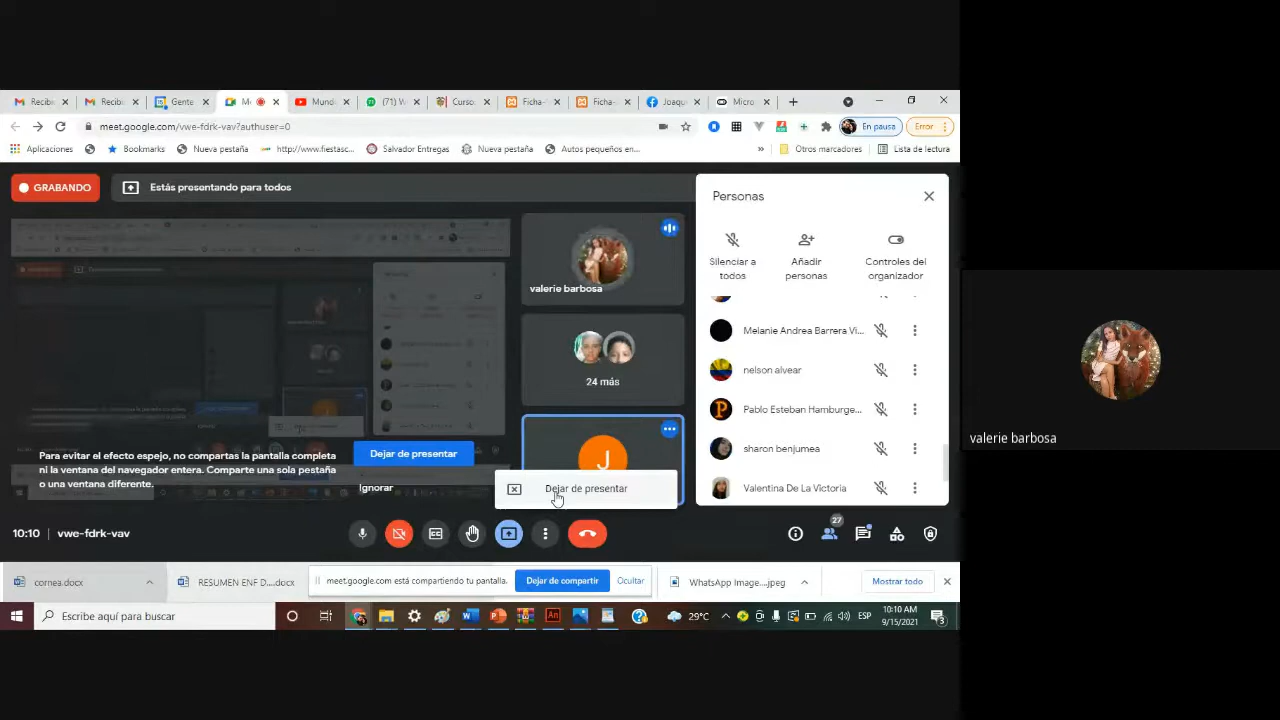 Recibi
Recibi
Gente
M
Mund
(71) W
Curso
Ficha-
Ficha-
Joaqu
Micro
meet.google.com/vwe-fdrk-vav?authuser=0
En pausa
Error
Aplicaciones
Bookmarks
Nueva pestaña
http://www.fiestasc...
Salvador Entregas
Nueva pestaña
Autos pequeños en...
»
Otros marcadores
Lista de lectura
GRABANDO
Estás presentando para todos
Personas
Silenciar a todos
Añadir personas
Controles del organizador
valerie barbosa
24 más
J
Melanie Andrea Barrera Vi...
nelson alvear
Pablo Esteban Hamburge...
sharon benjumea
Valentina De La Victoria
Para evitar el efecto espejo, no compartas la pantalla completa
ni la ventana del navegador entera. Comparte una sola pestaña
o una ventana diferente.
Dejar de presentar
Ignorar
Dejar de presentar
10:10
vwe-fdrk-vav
27
cornea.docx
RESUMEN ENF D....docx
meet.google.com está compartiendo tu pantalla.
Dejar de compartir
Ocultar
WhatsApp Image....jpeg
Mostrar todo
Escribe aquí para buscar
29°C
ESP
10:10 AM
9/15/2021
3
valerie barbosa